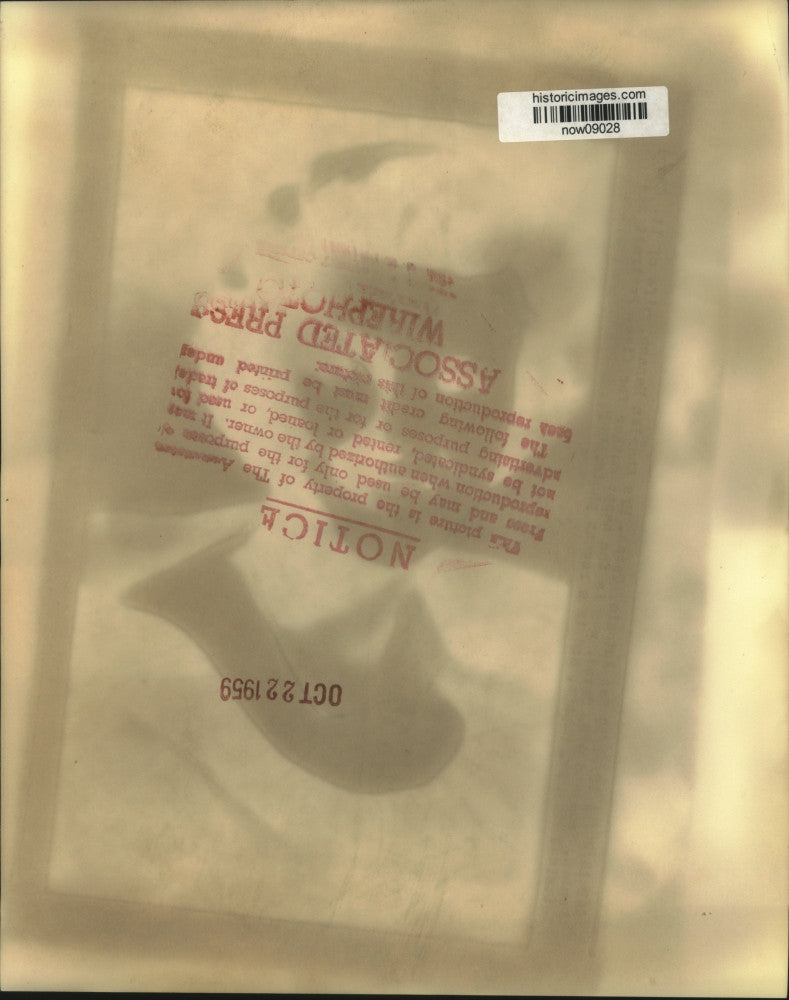 historicimages.com
now09028
NOTICE
This picture is the property of The Associated
Press and may be used only for the purposes of
reproduction when authorized by the owner. It may
not be syndicated, rented or loaned, or used for
advertising purposes or for the purposes of trade.
The following credit must be printed under
each reproduction of this picture:
ASSOCIATED PRESS
WIREPHOTO
OCT 22 1959